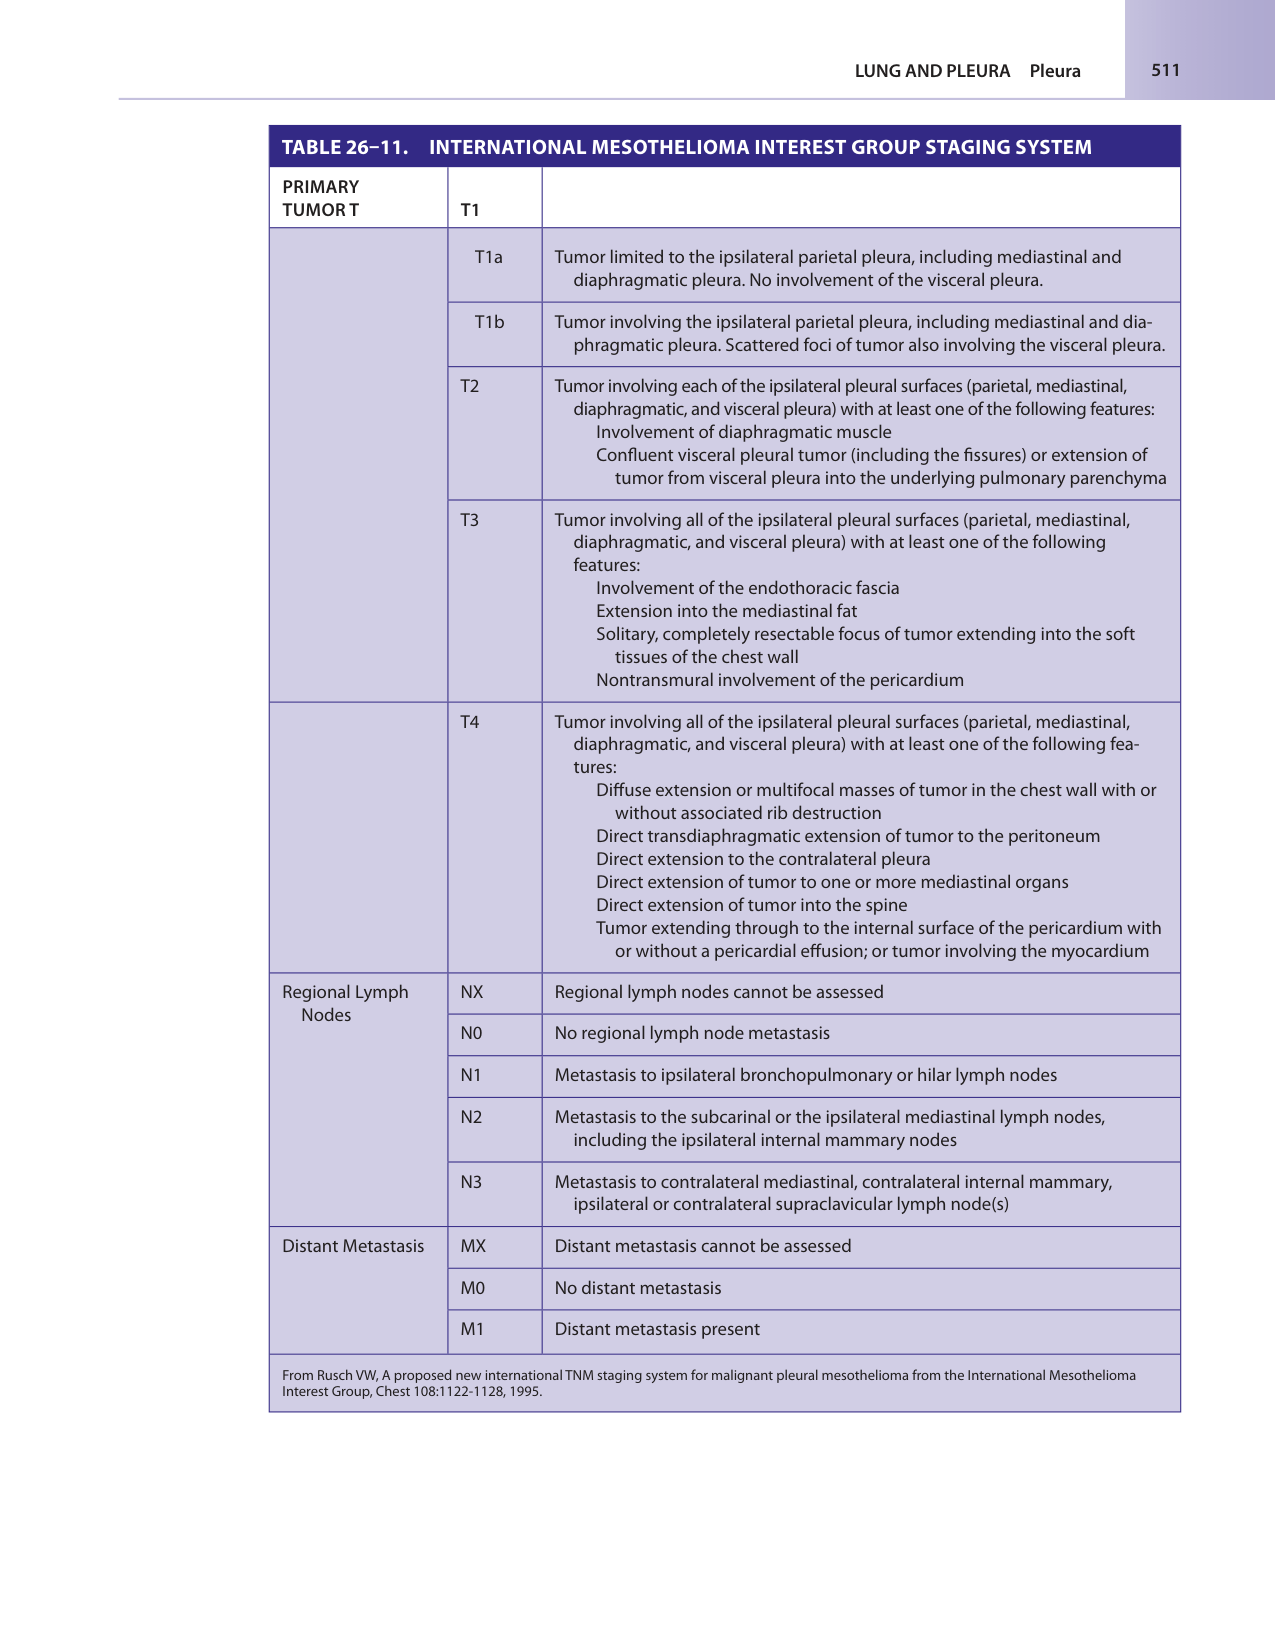 LUNG AND PLEURA Pleura 511
TABLE 26–11. INTERNATIONAL MESOTHELIOMA INTEREST GROUP STAGING SYSTEM
PRIMARY
TUMOR T T1
T1a Tumor limited to the ipsilateral parietal pleura, including mediastinal and
diaphragmatic pleura. No involvement of the visceral pleura.
T1b Tumor involving the ipsilateral parietal pleura, including mediastinal and dia-
phragmatic pleura. Scattered foci of tumor also involving the visceral pleura.
T2 Tumor involving each of the ipsilateral pleural surfaces (parietal, mediastinal,
diaphragmatic, and visceral pleura) with at least one of the following features:
Involvement of diaphragmatic muscle
Confluent visceral pleural tumor (including the fissures) or extension of
tumor from visceral pleura into the underlying pulmonary parenchyma
T3 Tumor involving all of the ipsilateral pleural surfaces (parietal, mediastinal,
diaphragmatic, and visceral pleura) with at least one of the following
features:
Involvement of the endothoracic fascia
Extension into the mediastinal fat
Solitary, completely resectable focus of tumor extending into the soft
tissues of the chest wall
Nontransmural involvement of the pericardium
T4 Tumor involving all of the ipsilateral pleural surfaces (parietal, mediastinal,
diaphragmatic, and visceral pleura) with at least one of the following fea-
tures:
Diffuse extension or multifocal masses of tumor in the chest wall with or
without associated rib destruction
Direct transdiaphragmatic extension of tumor to the peritoneum
Direct extension to the contralateral pleura
Direct extension of tumor to one or more mediastinal organs
Direct extension of tumor into the spine
Tumor extending through to the internal surface of the pericardium with
or without a pericardial effusion; or tumor involving the myocardium
Regional Lymph NX Regional lymph nodes cannot be assessed
Nodes
N0 No regional lymph node metastasis
N1 Metastasis to ipsilateral bronchopulmonary or hilar lymph nodes
N2 Metastasis to the subcarinal or the ipsilateral mediastinal lymph nodes,
including the ipsilateral internal mammary nodes
N3 Metastasis to contralateral mediastinal, contralateral internal mammary,
ipsilateral or contralateral supraclavicular lymph node(s)
Distant Metastasis MX Distant metastasis cannot be assessed
M0 No distant metastasis
M1 Distant metastasis present
From Rusch VW, A proposed new international TNM staging system for malignant pleural mesothelioma from the International Mesothelioma
Interest Group, Chest 108:1122-1128, 1995.